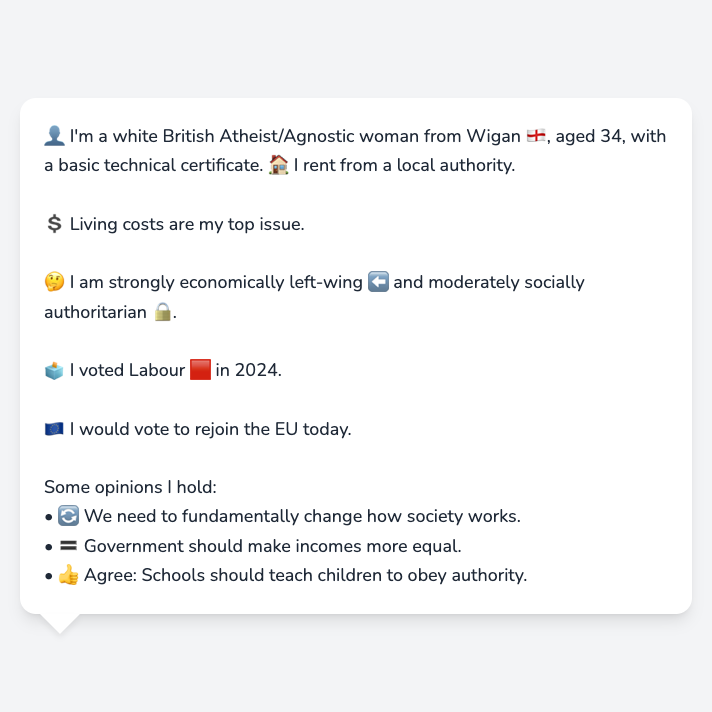 👤 I'm a white British Atheist/Agnostic woman from Wigan 🏴󠁧󠁢󠁥󠁮󠁧󠁿, aged 34, with
a basic technical certificate. 🏠 I rent from a local authority.
💲 Living costs are my top issue.
🤔 I am strongly economically left-wing ⬅️ and moderately socially
authoritarian 🔒.
🗳️ I voted Labour 🟥 in 2024.
🇪🇺 I would vote to rejoin the EU today.
Some opinions I hold:
• 🔄 We need to fundamentally change how society works.
• 🟰 Government should make incomes more equal.
• 👍 Agree: Schools should teach children to obey authority.